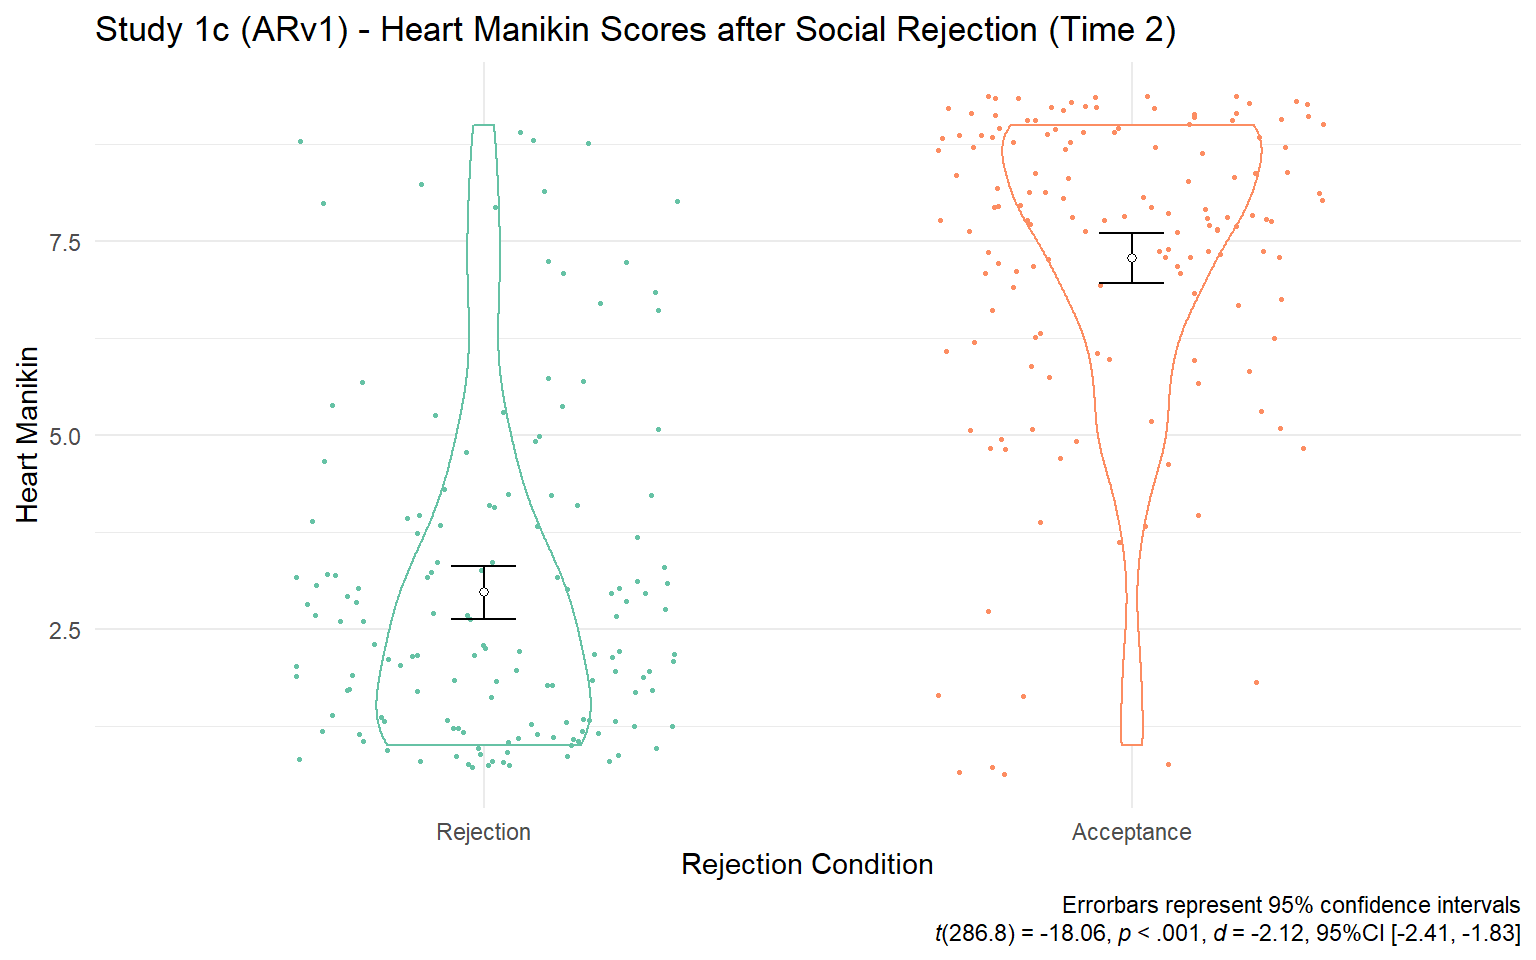 Study 1c (ARv1) - Heart Manikin Scores after Social Rejection (Time 2)
Heart Manikin
7.5
5.0
2.5
Rejection
Acceptance
Rejection Condition
Errorbars represent 95% confidence intervals
t(286.8) = -18.06, p < .001, d = -2.12, 95%CI [-2.41, -1.83]